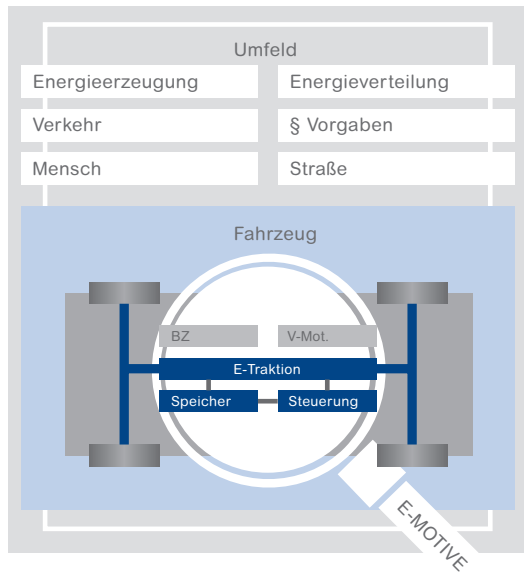 Umfeld
Energieerzeugung
Energieverteilung
Verkehr
§ Vorgaben
Mensch
Straße
Fahrzeug
BZ
V-Mot.
E-Traktion
Speicher
Steuerung
E-MOTIVE